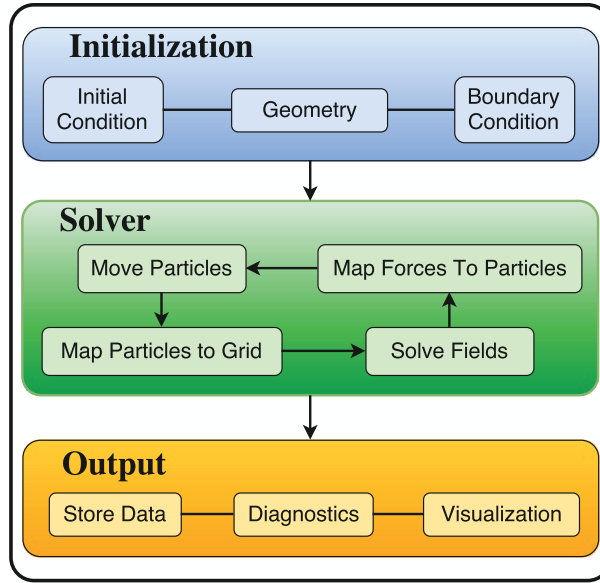 Initialization
Initial
Condition
Geometry
Boundary
Condition
Solver
Move Particles
Map Forces To Particles
Map Particles to Grid
Solve Fields
Output
Store Data
Diagnostics
Visualization